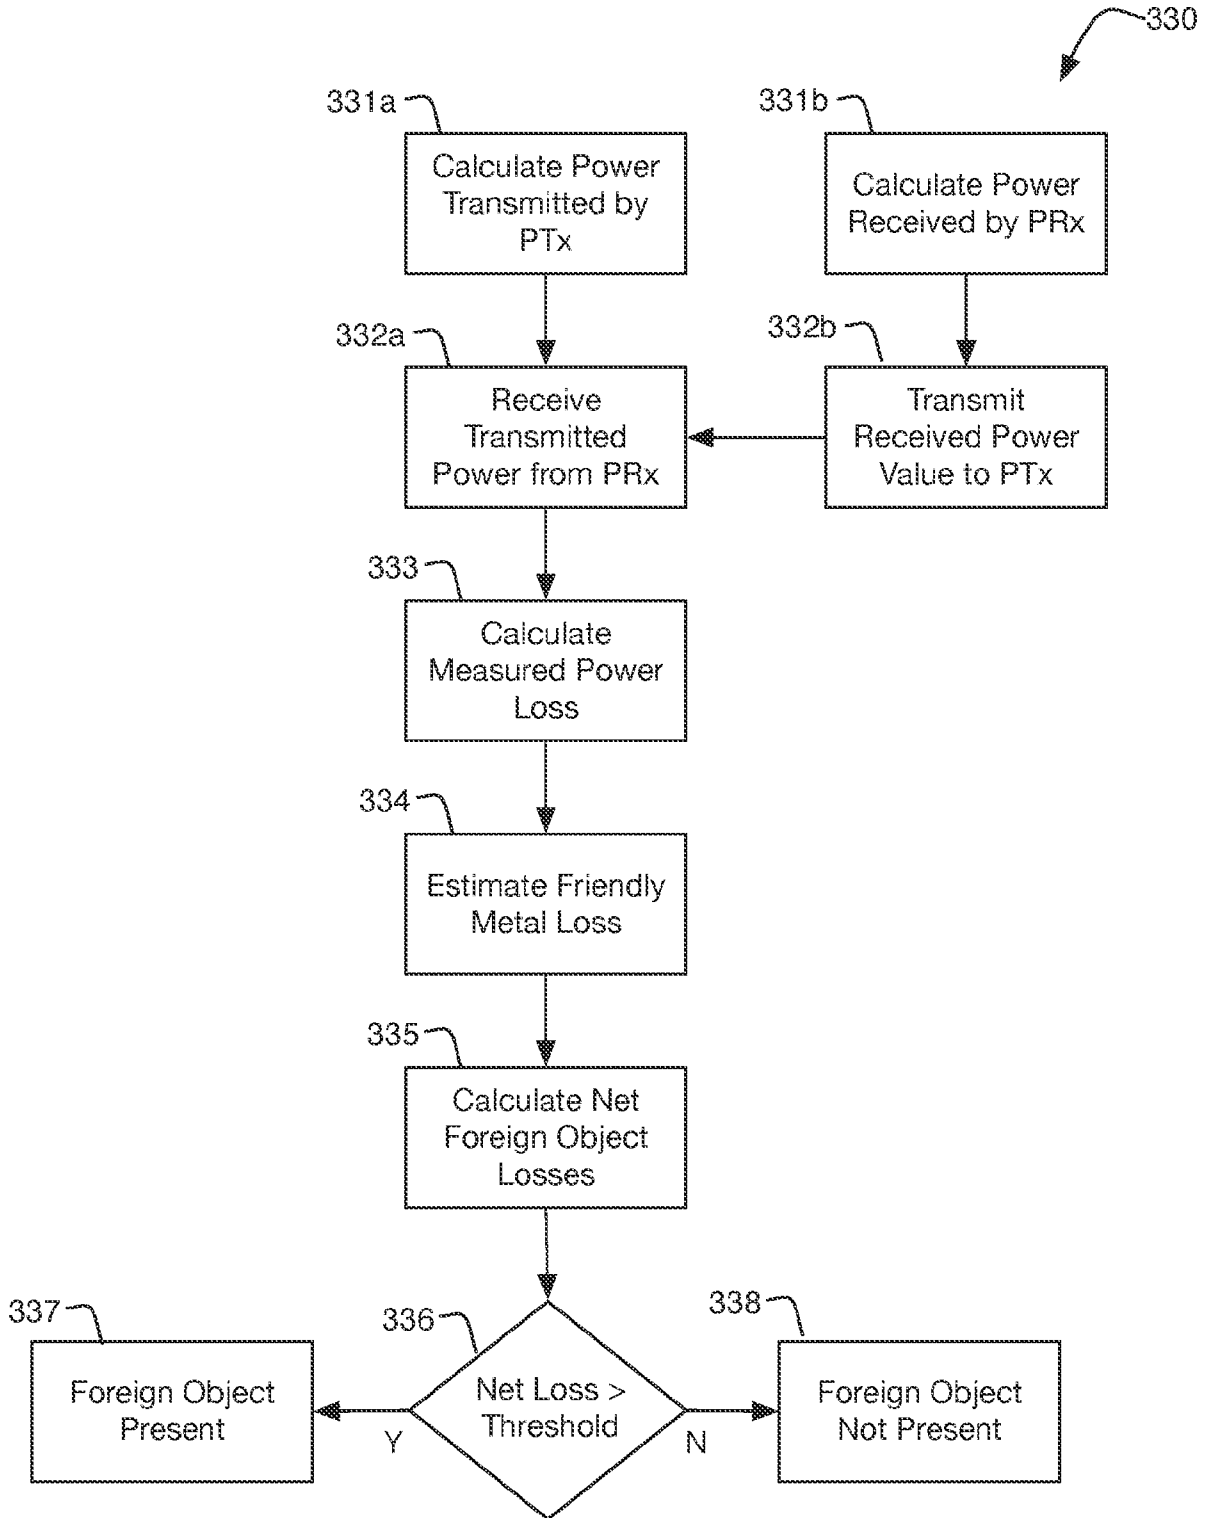 330
331a
Calculate Power
Transmitted by
PTx
331b
Calculate Power
Received by PRx
332a
Receive
Transmitted
Power from PRx
332b
Transmit
Received Power
Value to PTx
333
Calculate
Measured Power
Loss
334
Estimate Friendly
Metal Loss
335
Calculate Net
Foreign Object
Losses
336
Net Loss >
Threshold
Y
N
337
Foreign Object
Present
338
Foreign Object
Not Present